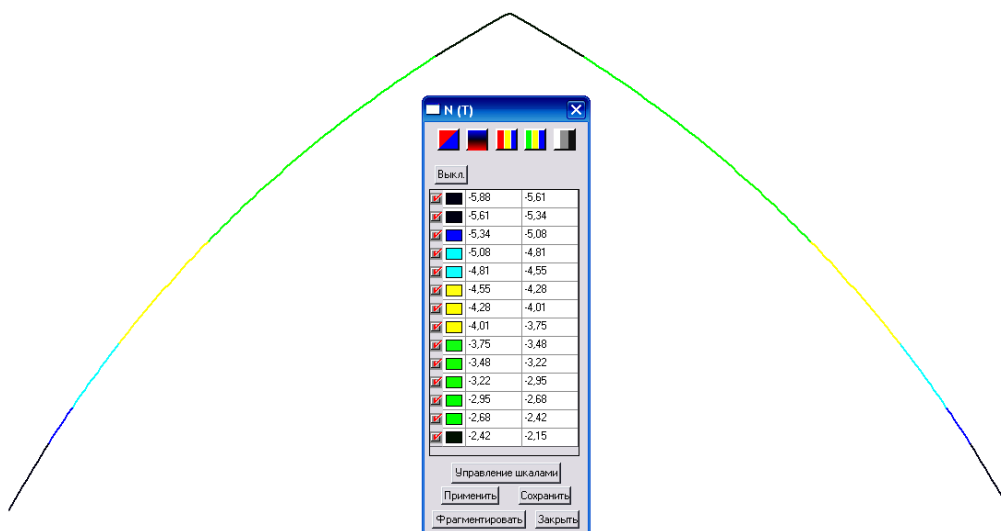 N (T)
Выкл.
-5,88 -5,61
-5,61 -5,34
-5,34 -5,08
-5,08 -4,81
-4,81 -4,55
-4,55 -4,28
-4,28 -4,01
-4,01 -3,75
-3,75 -3,48
-3,48 -3,22
-3,22 -2,95
-2,95 -2,68
-2,68 -2,42
-2,42 -2,15
Управление шкалами
Применить Сохранить
Фрагментировать Закрыть